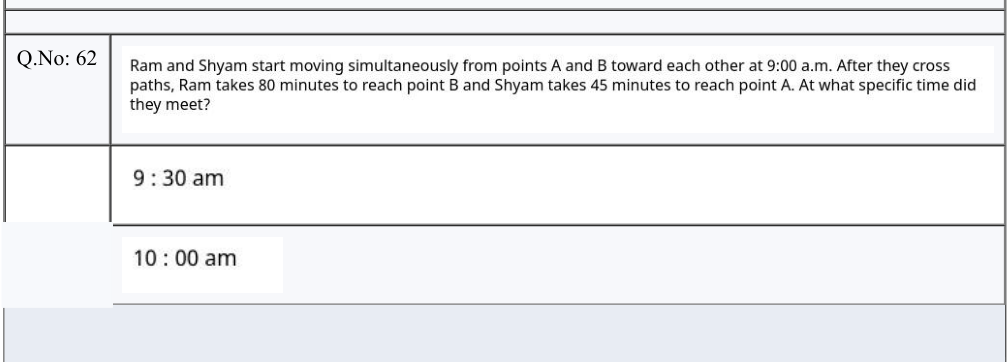 Q.No: 62
Ram and Shyam start moving simultaneously from points A and B toward each other at 9:00 a.m. After they cross
paths, Ram takes 80 minutes to reach point B and Shyam takes 45 minutes to reach point A. At what specific time did
they meet?
9 : 30 am
10 : 00 am